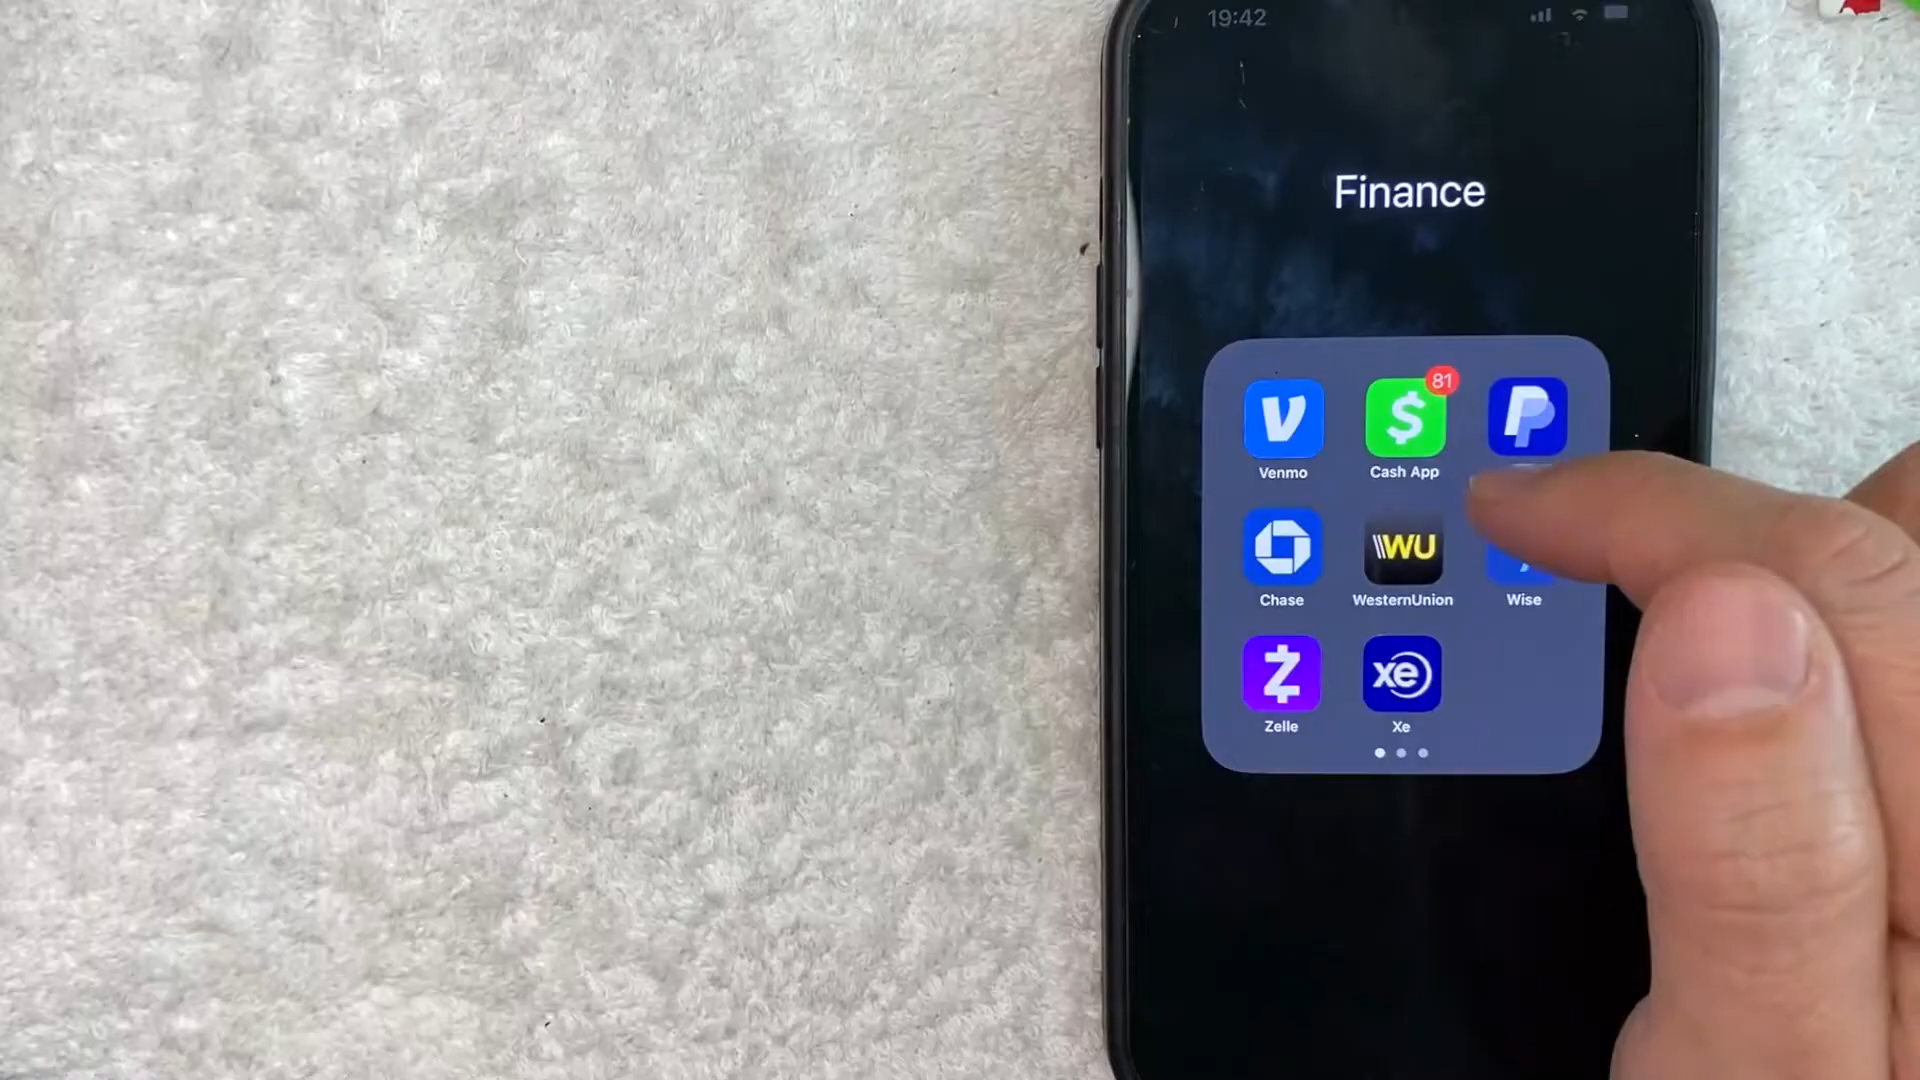 19:42
Finance
81
Venmo
Cash App
WU
Chase
WesternUnion
Wise
xe
Zelle
Xe